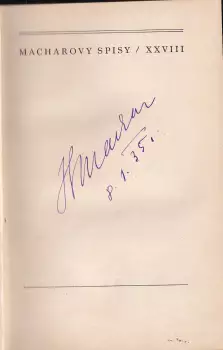 MACHAROVY SPISY / XXVIII
JSMachar
8. 1. 35.